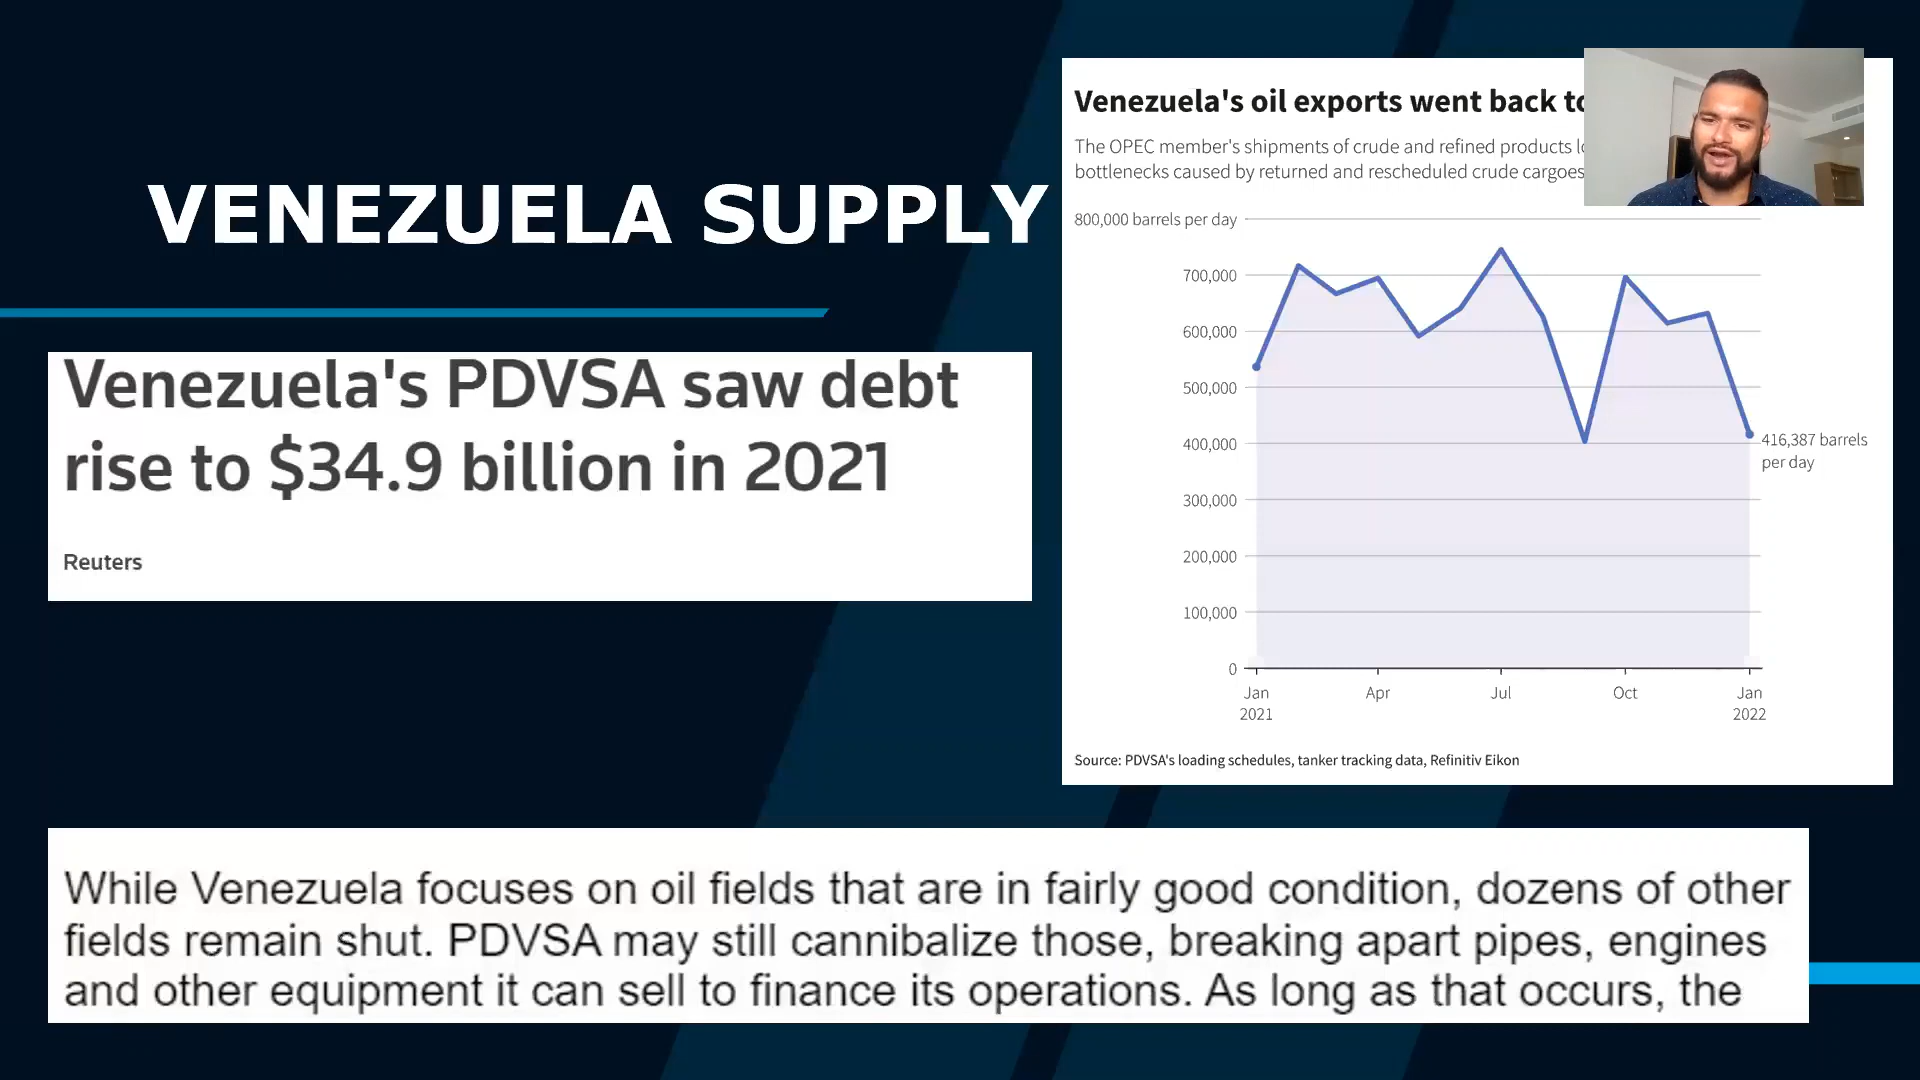 VENEZUELA SUPPLY
Venezuela's PDVSA saw debt
rise to $34.9 billion in 2021
Reuters
Venezuela's oil exports went back to
The OPEC member's shipments of crude and refined products
bottlenecks caused by returned and rescheduled crude cargoes
800,000 barrels per day
700,000
600,000
500,000
400,000
300,000
200,000
100,000
0
416,387 barrels
per day
Jan Apr Jul Oct Jan
2021 2022
Source: PDVSA's loading schedules, tanker tracking data, Refinitiv Eikon
While Venezuela focuses on oil fields that are in fairly good condition, dozens of other
fields remain shut. PDVSA may still cannibalize those, breaking apart pipes, engines
and other equipment it can sell to finance its operations. As long as that occurs, the